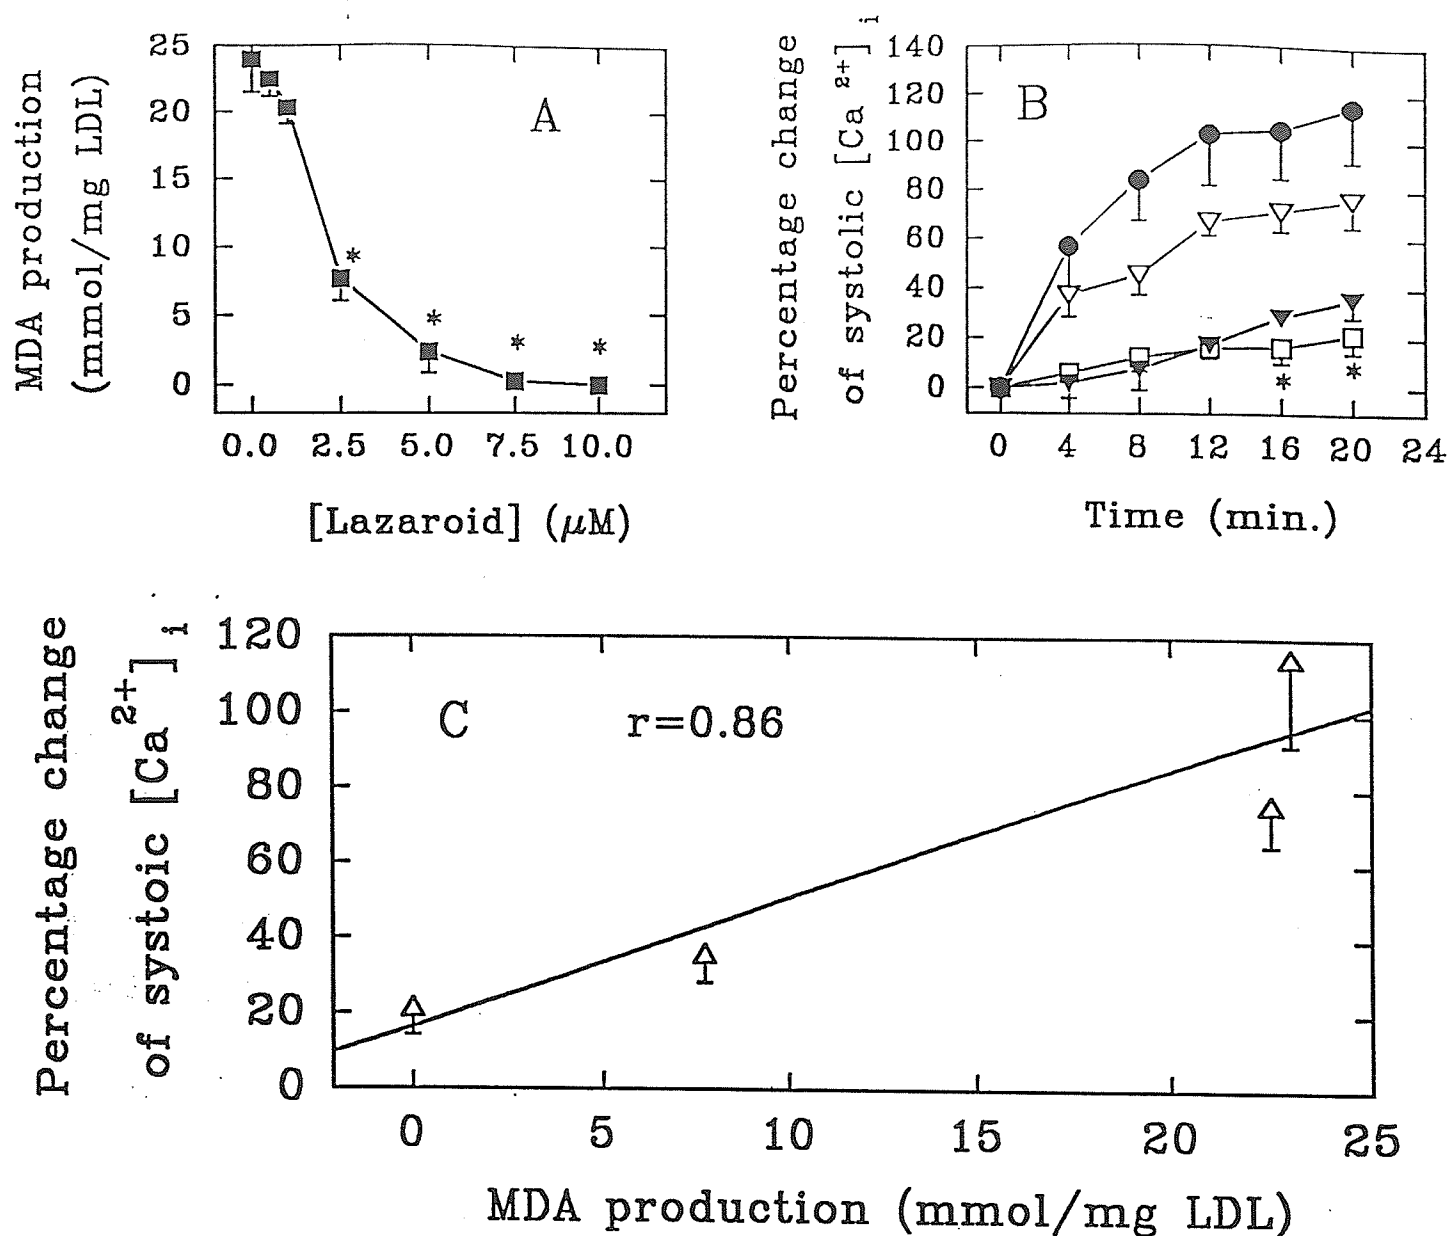 MDA production
(mmol/mg LDL)
25
20
15
10
5
0
A
*
*
*
*
0.0 2.5 5.0 7.5 10.0
[Lazaroid] (μM)
Percentage change
of systolic [Ca 2+] i
140
120
100
80
60
40
20
0
B
*
*
0 4 8 12 16 20 24
Time (min.)
Percentage change
of systoic [Ca 2+] i
120
100
80
60
40
20
0
C
r=0.86
0 5 10 15 20 25
MDA production (mmol/mg LDL)